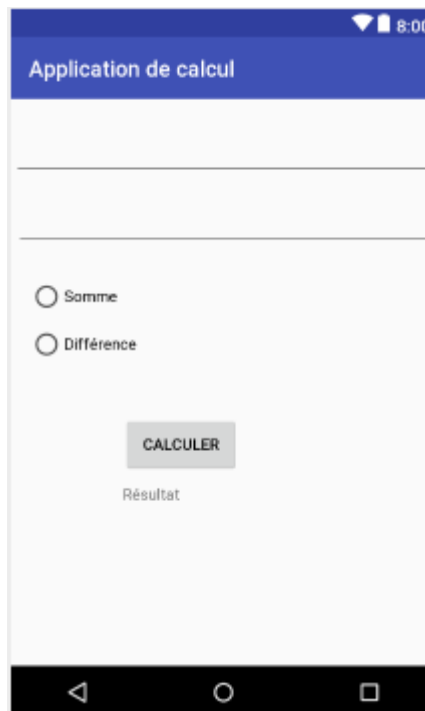 8:00
Application de calcul
Somme
Différence
CALCULER
Résultat